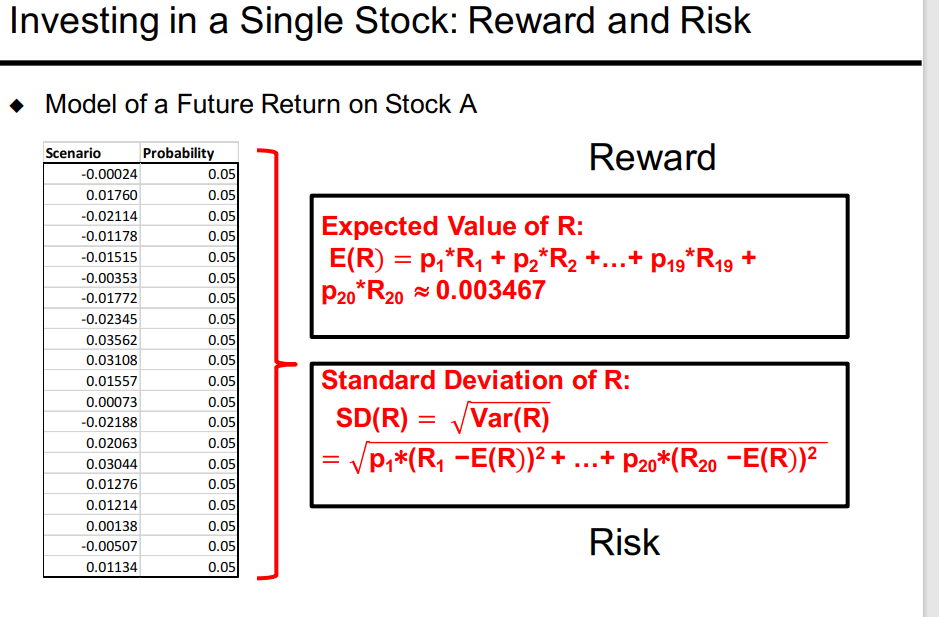 Investing in a Single Stock: Reward and Risk
◆ Model of a Future Return on Stock A
Scenario Probability
-0.00024 0.05
0.01760 0.05
-0.02114 0.05
-0.01178 0.05
-0.01515 0.05
-0.00353 0.05
-0.01772 0.05
-0.02345 0.05
0.03562 0.05
0.03108 0.05
0.01557 0.05
0.00073 0.05
-0.02188 0.05
0.02063 0.05
0.03044 0.05
0.01276 0.05
0.01214 0.05
0.00138 0.05
-0.00507 0.05
0.01134 0.05
Reward
Expected Value of R:
E(R) = p₁*R₁ + p₂*R₂ +...+ p₁₉*R₁₉ +
p₂₀*R₂₀ ≈ 0.003467
Standard Deviation of R:
SD(R) = √Var(R)
= √p₁*(R₁ −E(R))² + ...+ p₂₀*(R₂₀ −E(R))²
Risk